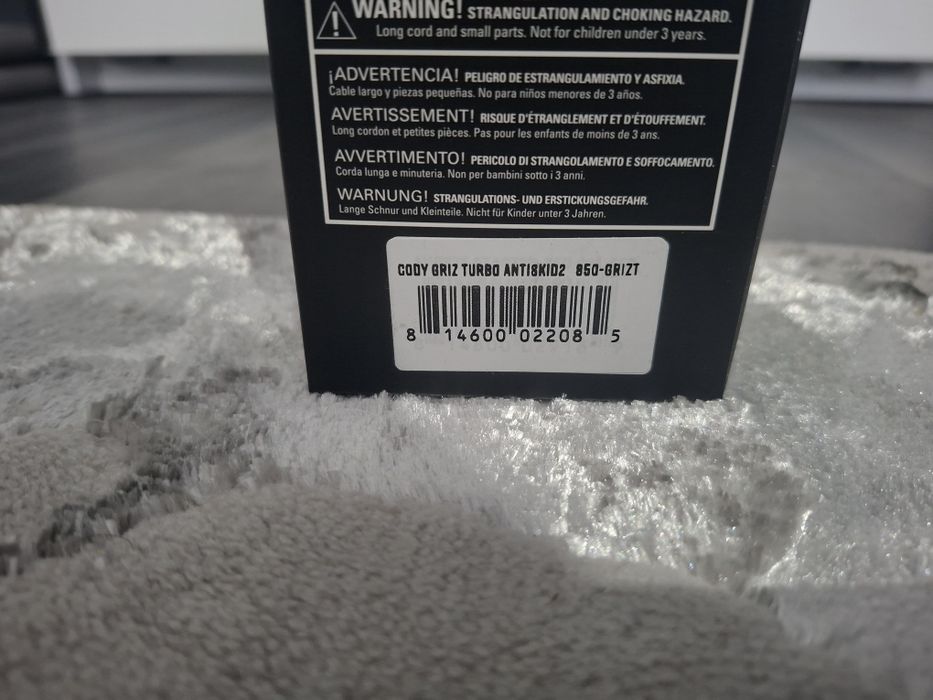 WARNING! STRANGULATION AND CHOKING HAZARD.
Long cord and small parts. Not for children under 3 years.
¡ADVERTENCIA! PELIGRO DE ESTRANGULAMIENTO Y ASFIXIA.
Cable largo y piezas pequeñas. No para niños menores de 3 años.
AVERTISSEMENT! RISQUE D'ÉTRANGLEMENT ET D'ÉTOUFFEMENT.
Long cordon et petites pièces. Pas pour les enfants de moins de 3 ans.
AVVERTIMENTO! PERICOLO DI STRANGOLAMENTO E SOFFOCAMENTO.
Corda lunga e minuteria. Non per bambini sotto i 3 anni.
WARNUNG! STRANGULATIONS- UND ERSTICKUNGSGEFAHR.
Lange Schnur und Kleinteile. Nicht für Kinder unter 3 Jahren.
CODY GRIZ TURBO ANTISKID2 850-GRIZT
8 14600 02208 5